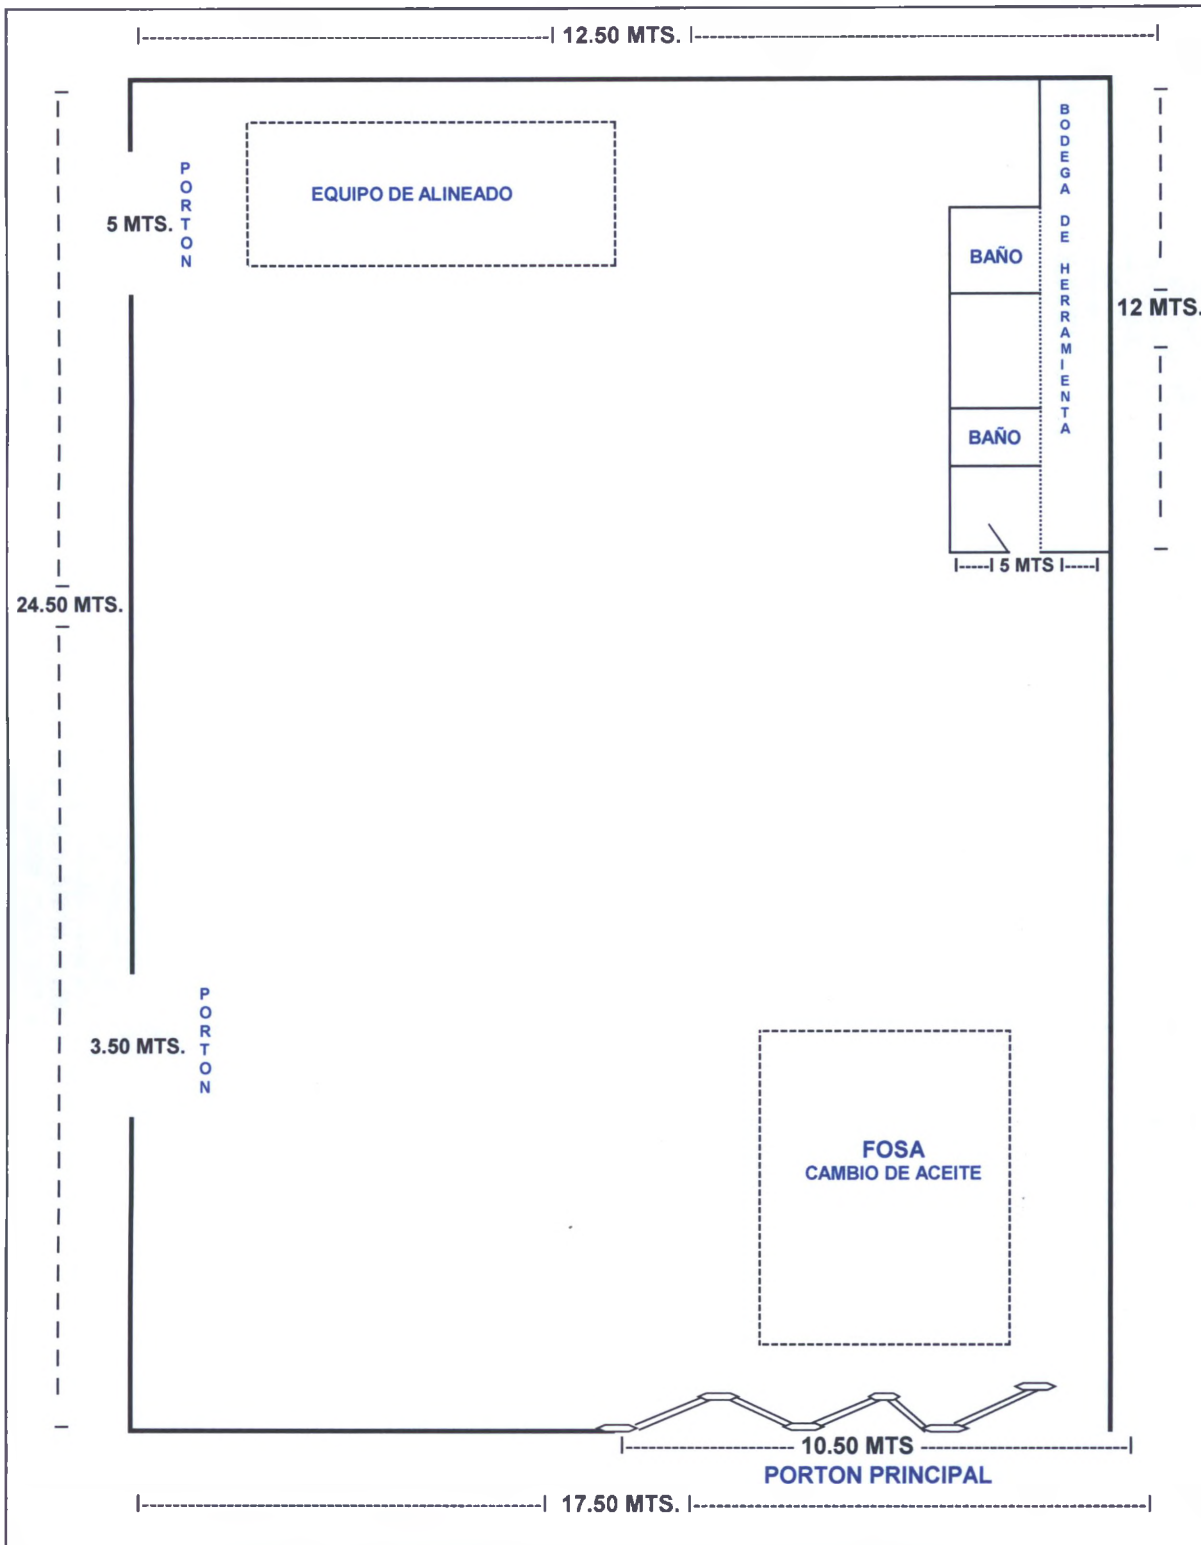 12.50 MTS.
BODEGA DE HERRAMIENTA
PORTON
EQUIPO DE ALINEADO
5 MTS.
BAÑO
12 MTS.
BAÑO
5 MTS
24.50 MTS.
PORTON
3.50 MTS.
FOSA
CAMBIO DE ACEITE
10.50 MTS
PORTON PRINCIPAL
17.50 MTS.